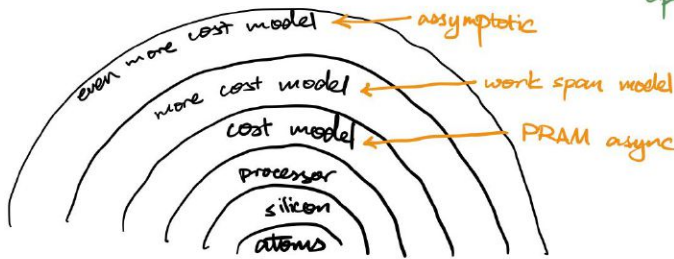 even more cost model
assymptotic
more cost model
work span model
cost model
PRAM async
processor
silicon
atoms